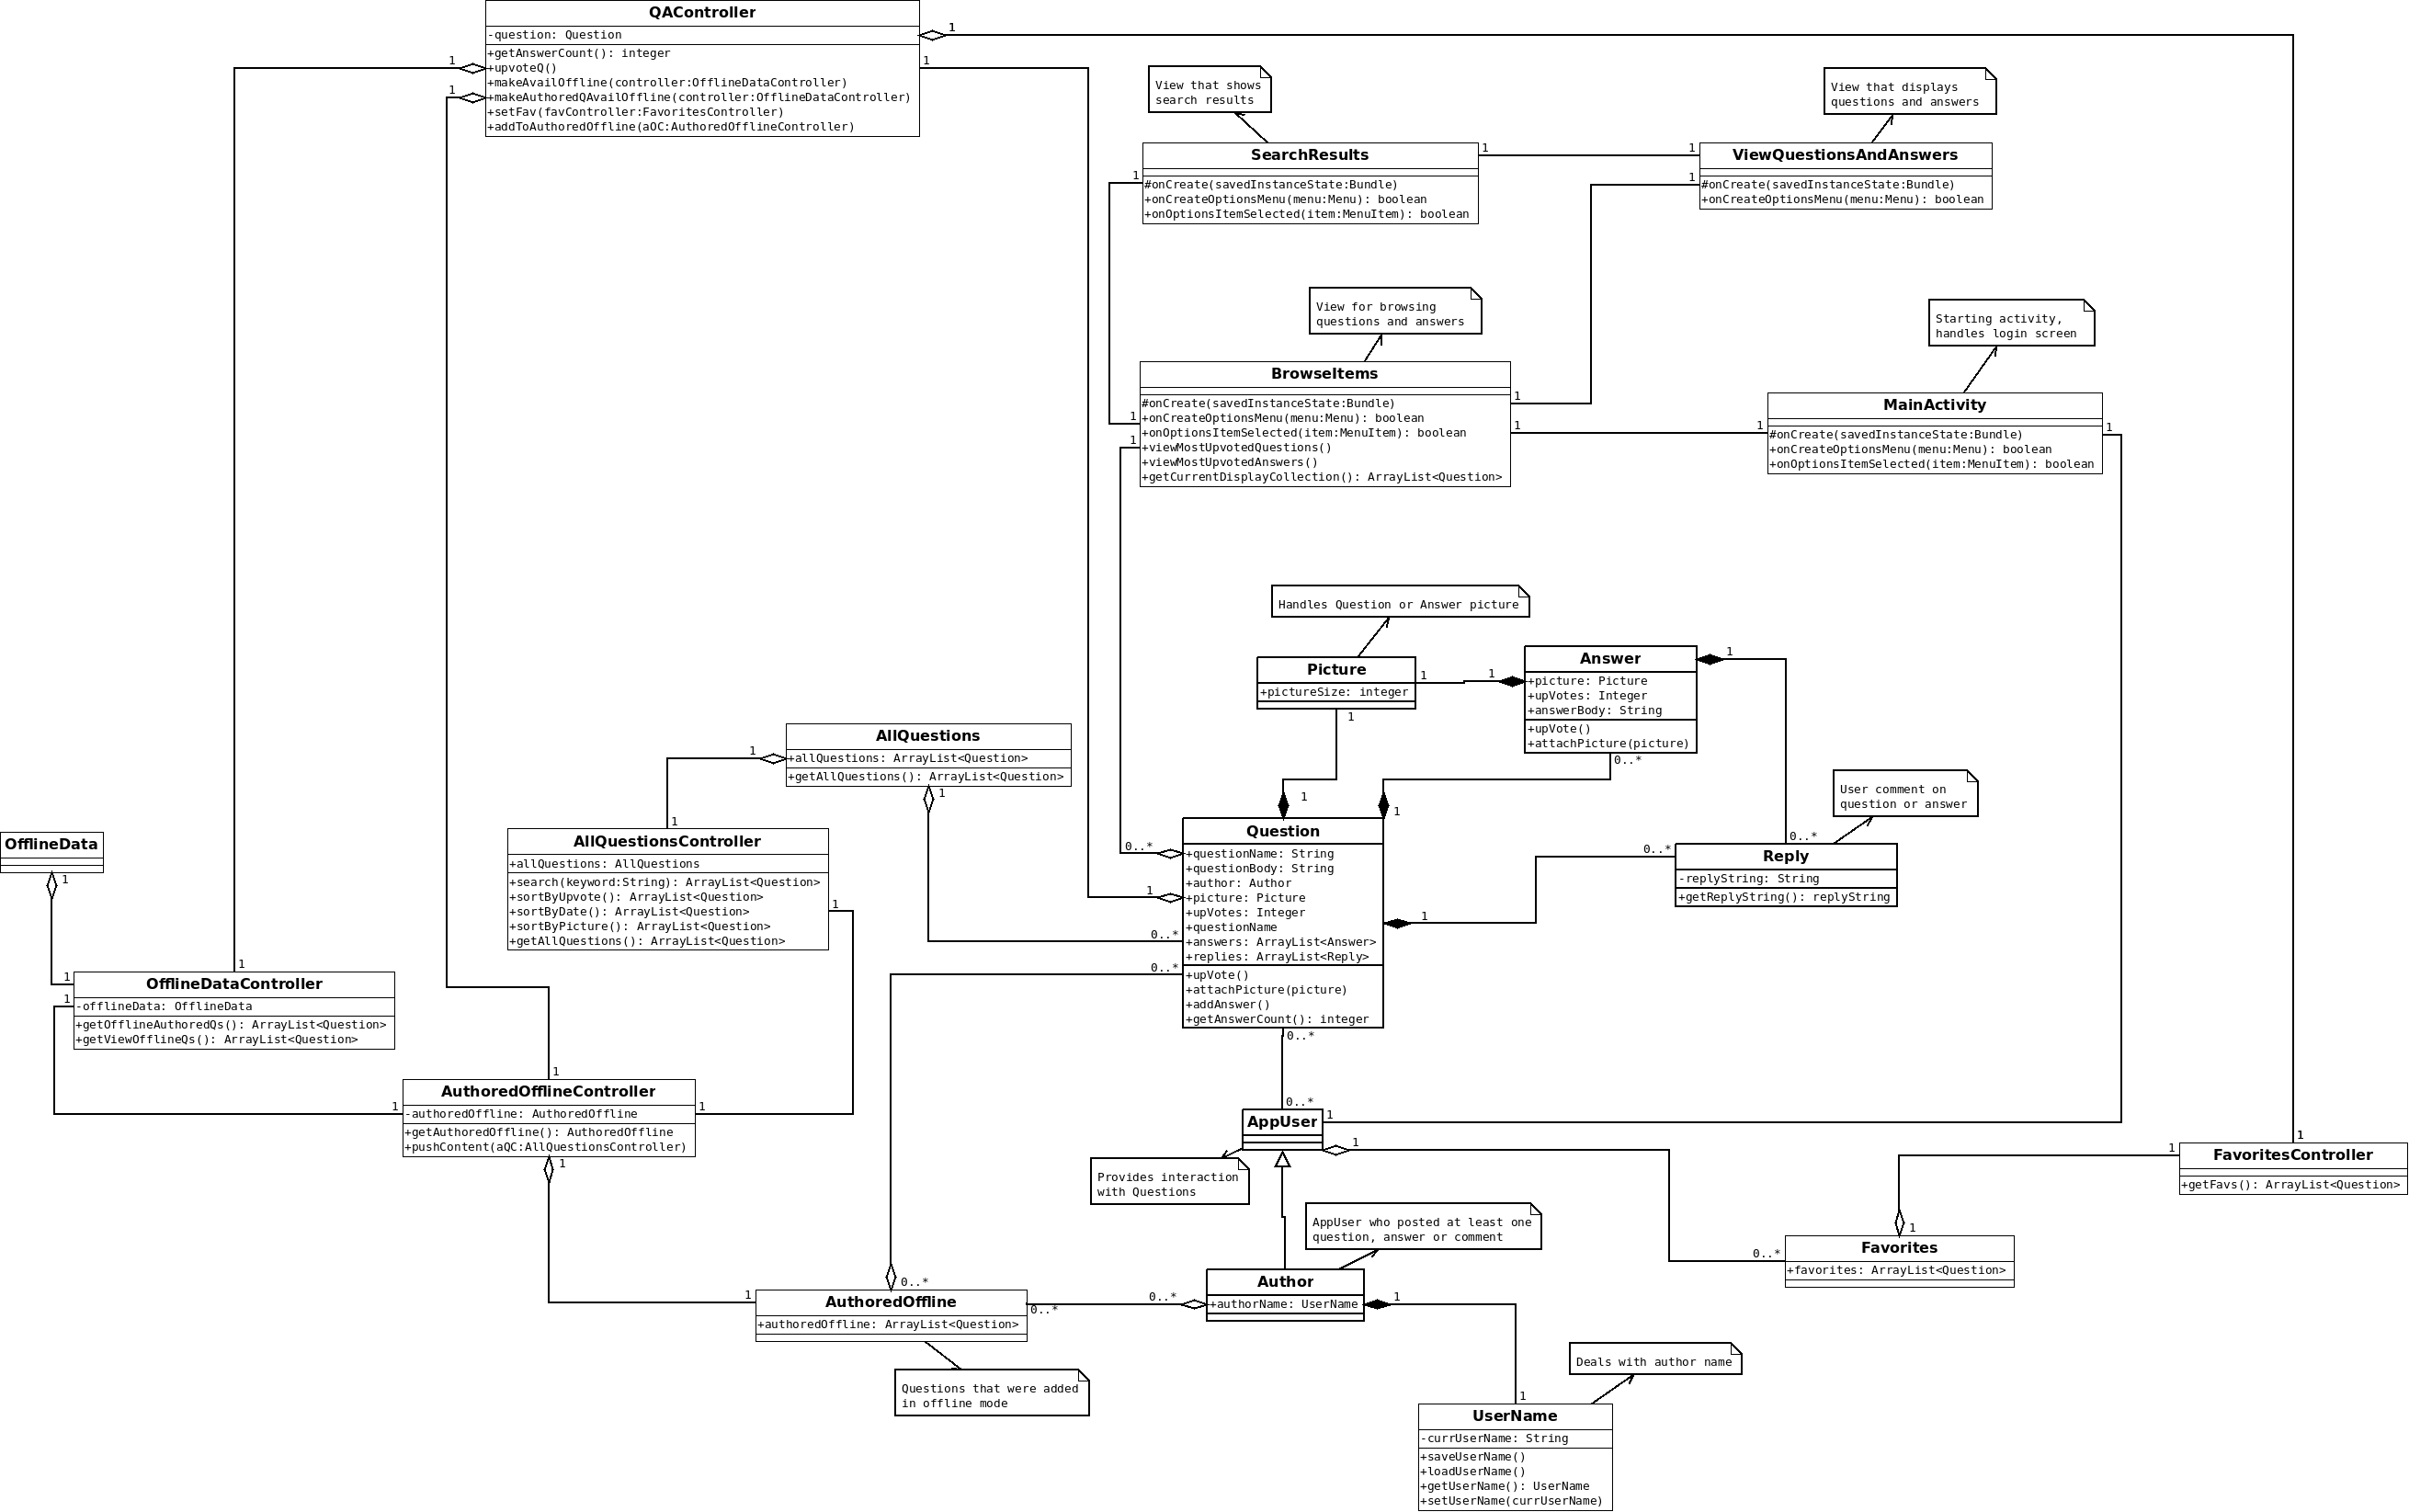 QAController
-question: Question
+getAnswerCount(): integer
+upvoteQ()
+makeAvailOffline(controller:OfflineDataController)
+makeAuthoredQAvailOffline(controller:OfflineDataController)
+setFav(favController:FavoritesController)
+addToAuthoredOffline(aOC:AuthoredOfflineController)
1
1
1
1
View that shows
search results
View that displays
questions and answers
SearchResults
#onCreate(savedInstanceState:Bundle)
+onCreateOptionsMenu(menu:Menu): boolean
+onOptionsItemSelected(item:MenuItem): boolean
1
1
1
1
ViewQuestionsAndAnswers
#onCreate(savedInstanceState:Bundle)
+onCreateOptionsMenu(menu:Menu): boolean
View for browsing
questions and answers
Starting activity,
handles login screen
BrowseItems
#onCreate(savedInstanceState:Bundle)
+onCreateOptionsMenu(menu:Menu): boolean
+onOptionsItemSelected(item:MenuItem): boolean
+viewMostUpvotedQuestions()
+viewMostUpvotedAnswers()
+getCurrentDisplayCollection(): ArrayList<Question>
1
1
1
1
1
1
MainActivity
#onCreate(savedInstanceState:Bundle)
+onCreateOptionsMenu(menu:Menu): boolean
+onOptionsItemSelected(item:MenuItem): boolean
Handles Question or Answer picture
Picture
+pictureSize: integer
1
1
1
Answer
+picture: Picture
+upVotes: Integer
+answerBody: String
+upVote()
+attachPicture(picture)
1
0..*
AllQuestions
+allQuestions: ArrayList<Question>
+getAllQuestions(): ArrayList<Question>
1
1
1
1
User comment on
question or answer
OfflineData
1
AllQuestionsController
+allQuestions: AllQuestions
+search(keyword:String): ArrayList<Question>
+sortByUpvote(): ArrayList<Question>
+sortByDate(): ArrayList<Question>
+sortByPicture(): ArrayList<Question>
+getAllQuestions(): ArrayList<Question>
1
1
Question
+questionName: String
+questionBody: String
+author: Author
+picture: Picture
+upVotes: Integer
+questionName
+answers: ArrayList<Answer>
+replies: ArrayList<Reply>
+upVote()
+attachPicture(picture)
+addAnswer()
+getAnswerCount(): integer
0..*
1
0..*
0..*
0..*
1
0..*
0..*
Reply
-replyString: String
+getReplyString(): replyString
OfflineDataController
-offlineData: OfflineData
+getOfflineAuthoredQs(): ArrayList<Question>
+getViewOfflineQs(): ArrayList<Question>
1
1
1
AuthoredOfflineController
-authoredOffline: AuthoredOffline
+getAuthoredOffline(): AuthoredOffline
+pushContent(aQC:AllQuestionsController)
1
1
1
1
0..*
AppUser
1
1
Provides interaction
with Questions
AppUser who posted at least one
question, answer or comment
1
1
FavoritesController
+getFavs(): ArrayList<Question>
1
0..*
Favorites
+favorites: ArrayList<Question>
1
0..*
AuthoredOffline
+authoredOffline: ArrayList<Question>
0..*
0..*
Author
+authorName: UserName
1
Questions that were added
in offline mode
Deals with author name
1
UserName
-currUserName: String
+saveUserName()
+loadUserName()
+getUserName(): UserName
+setUserName(currUserName)